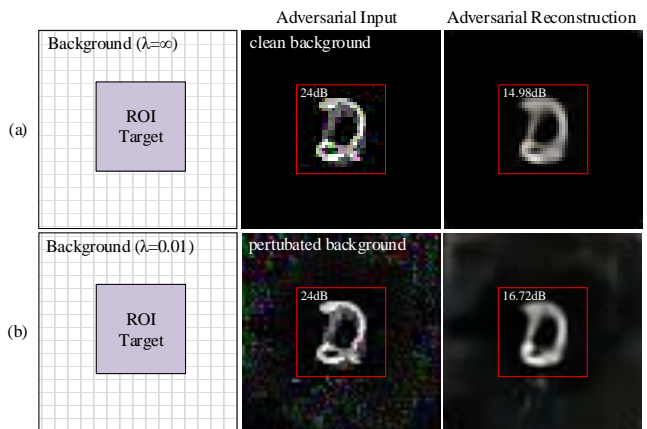 Adversarial Input Adversarial Reconstruction
(a)
Background (λ=∞)
ROI
Target
clean background
24dB
14.98dB
(b)
Background (λ=0.01)
ROI
Target
pertubated background
24dB
16.72dB